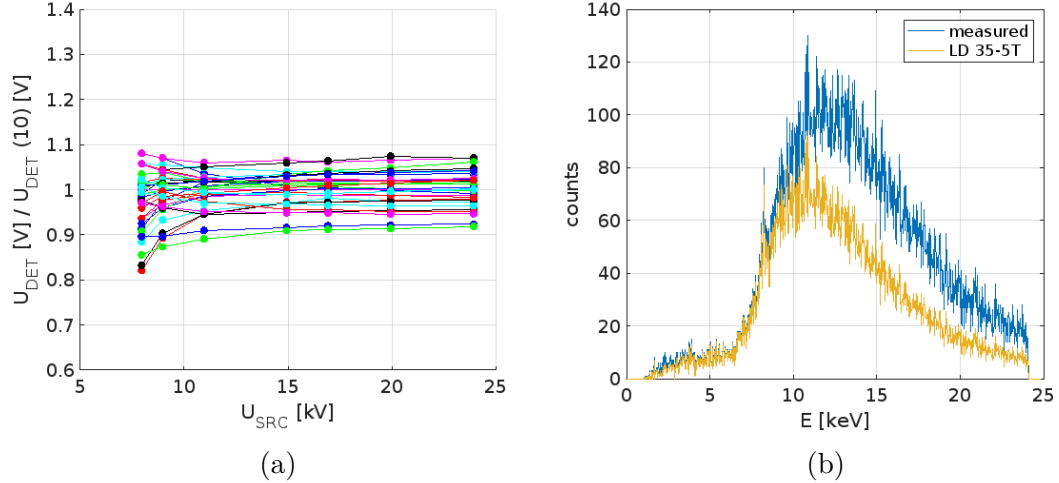 1.4
1.3
1.2
1.1
1
0.9
0.8
0.7
0.6
5 10 15 20 25
U_SRC [kV]
U_DET [V] / U_DET (10) [V]
(a)
140
120
100
80
60
40
20
0
0 5 10 15 20 25
E [keV]
counts
measured
LD 35-5T
(b)